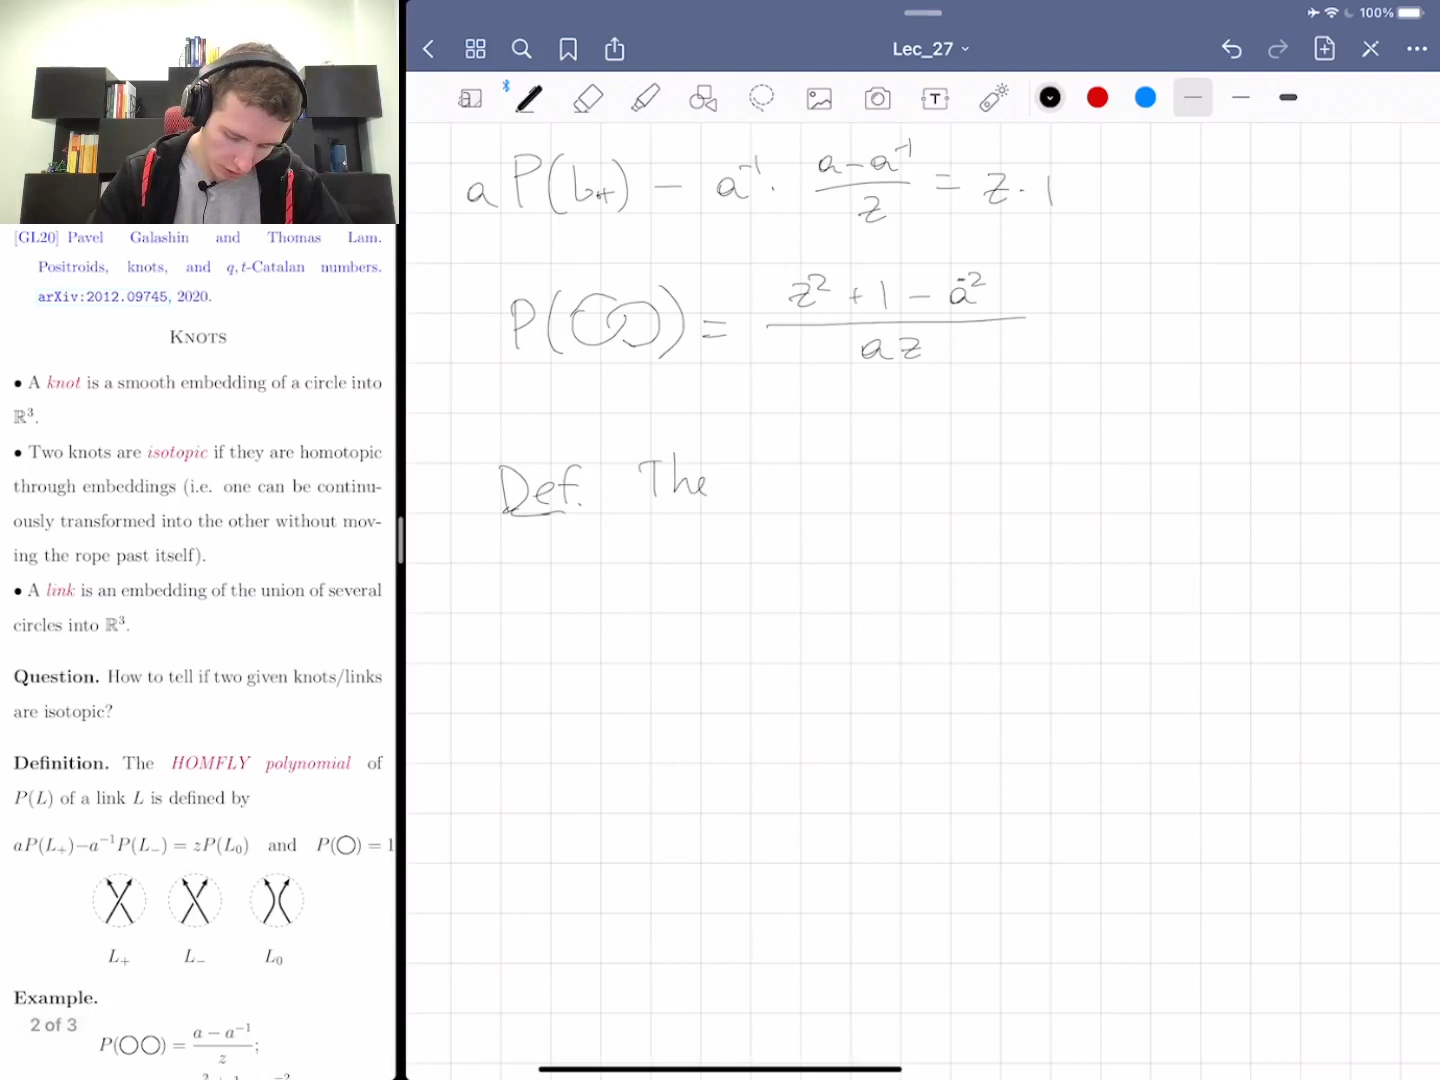 100%
Lec_27
[GL20] Pavel Galashin and Thomas Lam.
Positroids, knots, and q,t-Catalan numbers.
arXiv:2012.09745, 2020.
KNOTS
• A knot is a smooth embedding of a circle into
ℝ³.
• Two knots are isotopic if they are homotopic
through embeddings (i.e. one can be continu-
ously transformed into the other without mov-
ing the rope past itself).
• A link is an embedding of the union of several
circles into ℝ³.
Question. How to tell if two given knots/links
are isotopic?
Definition. The HOMFLY polynomial of
P(L) of a link L is defined by
aP(L₊)−a⁻¹P(L₋) = zP(L₀) and P(◯) = 1
L₊ L₋ L₀
Example.
2 of 3
P(◯◯) = (a − a⁻¹)/z;
a P(L₊) − a⁻¹ · (a − a⁻¹)/z = z · 1
P( ) = (z² + 1 − a⁻²)/(az)
Def. The